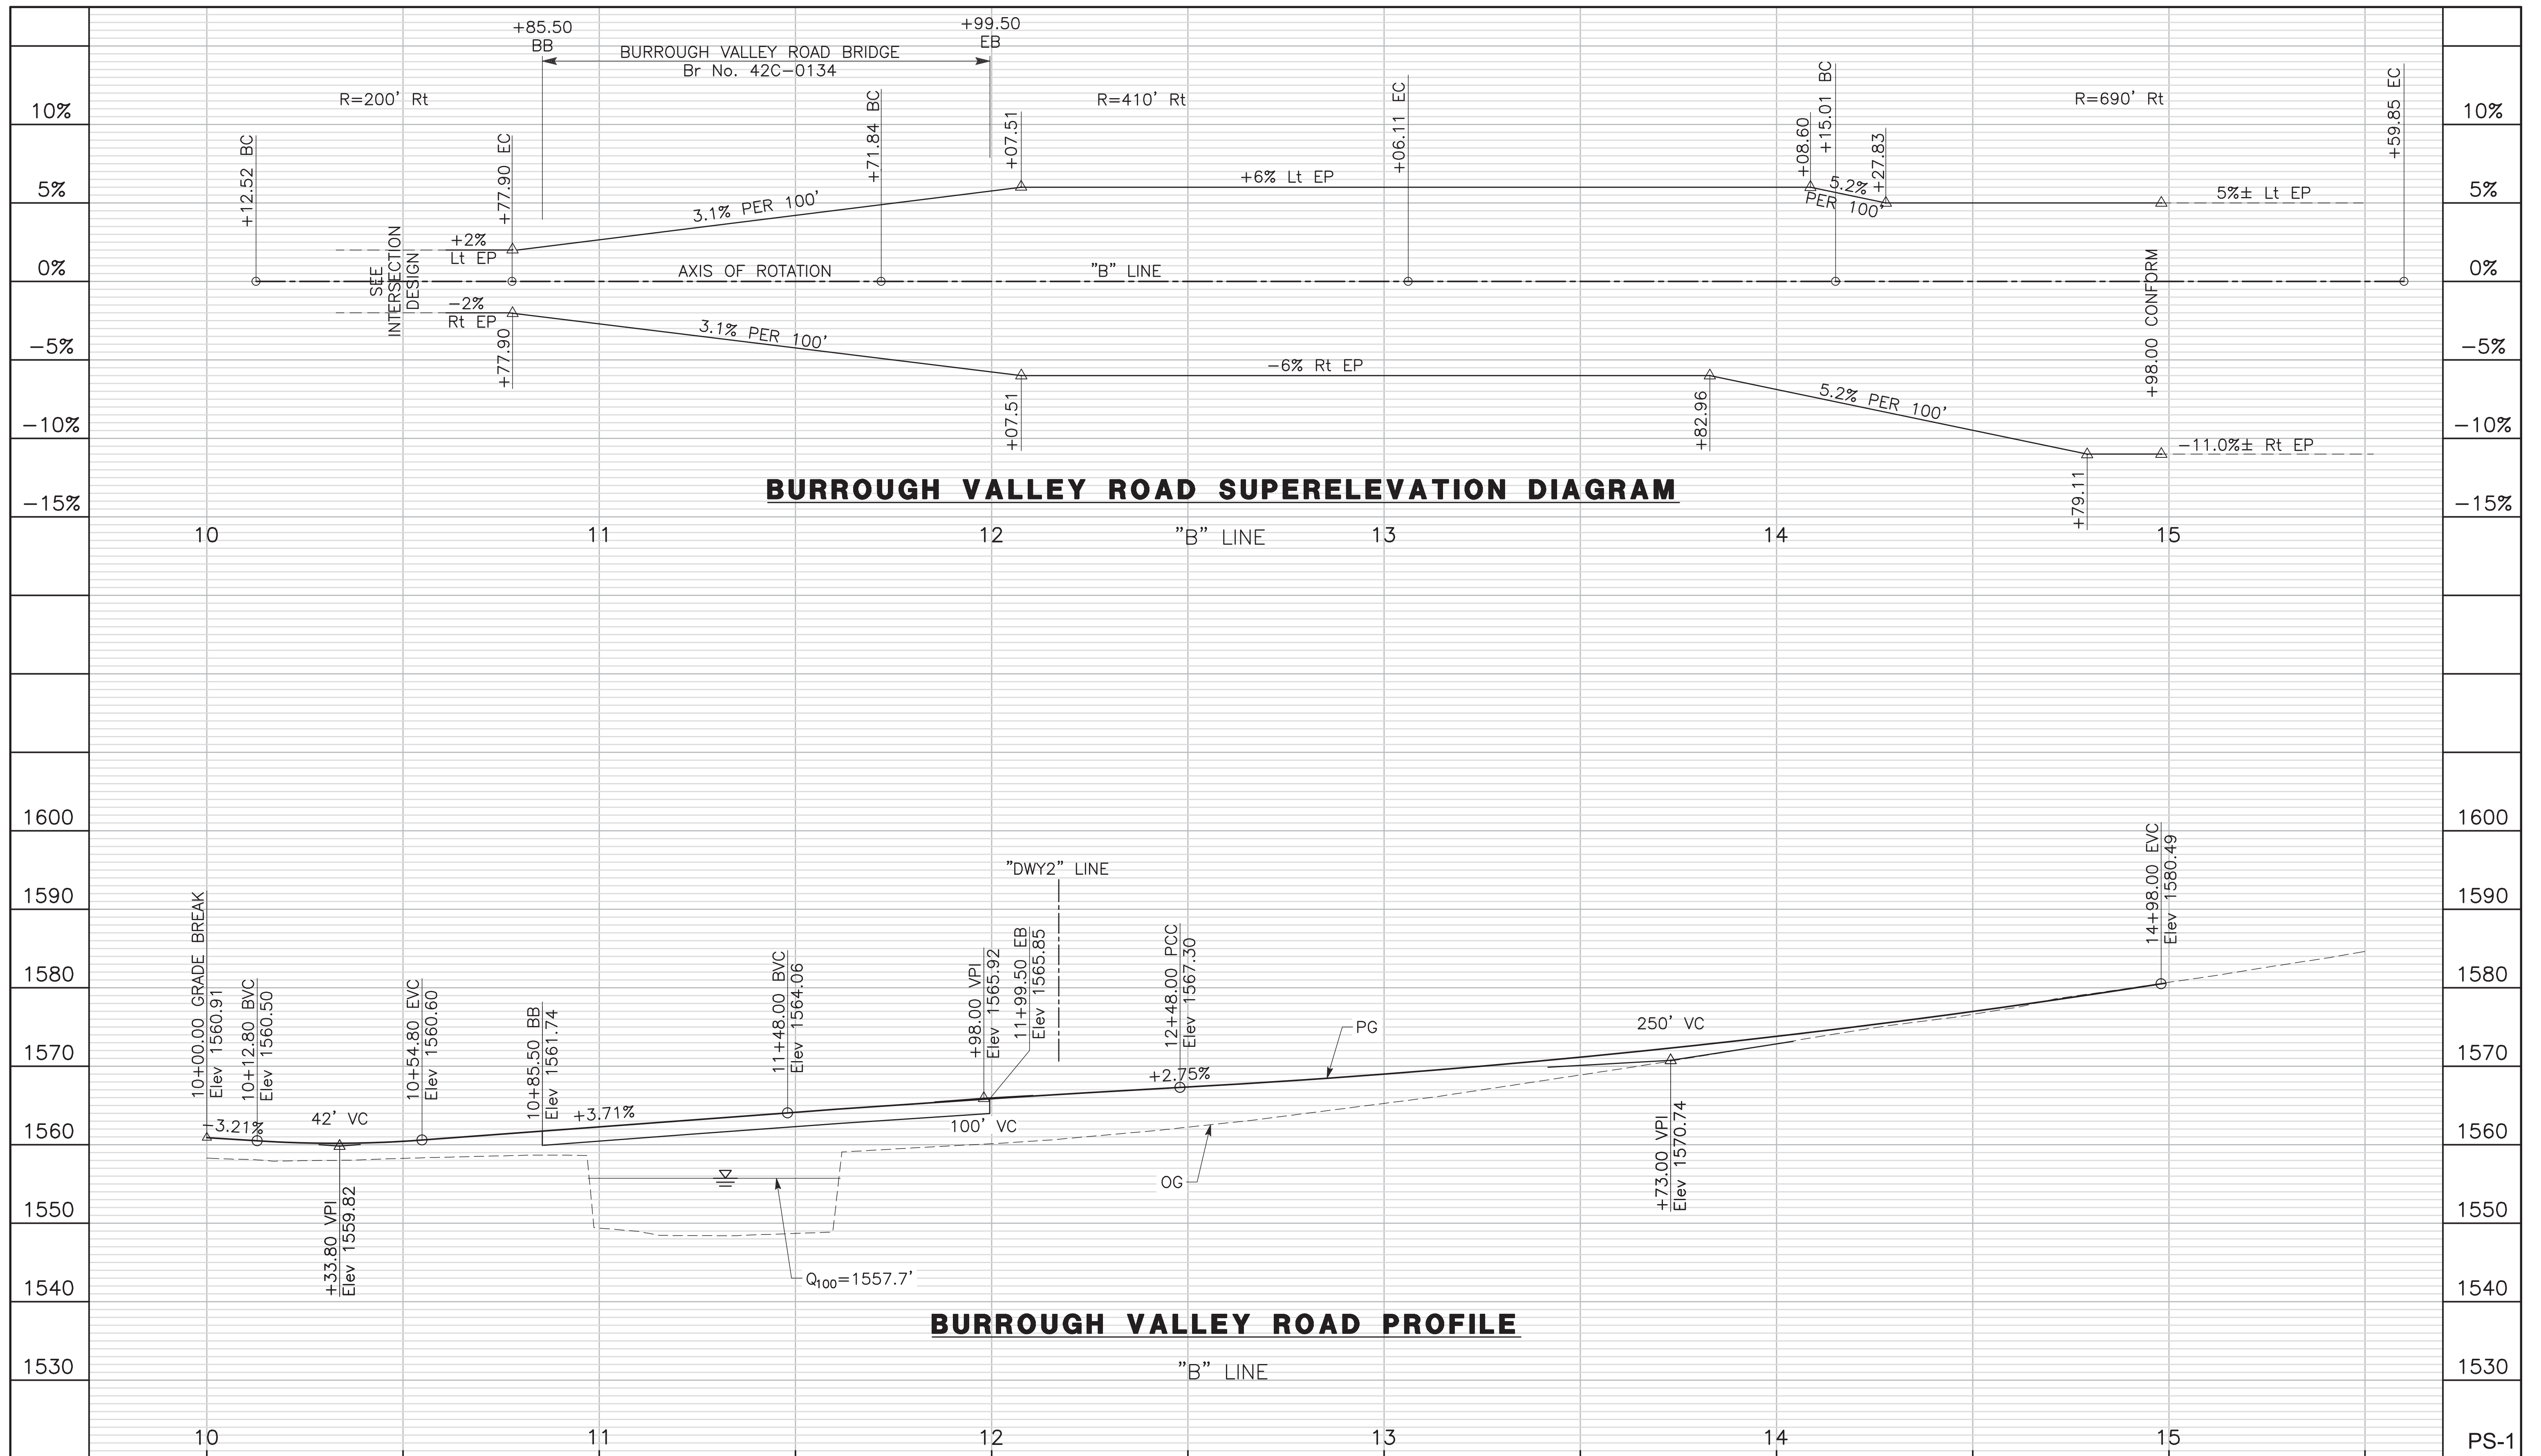 +85.50
BB
+99.50
EB
BURROUGH VALLEY ROAD BRIDGE
Br No. 42C-0134
R=200' Rt
R=410' Rt
R=690' Rt
10%
10%
+12.52 BC
+77.90 EC
+71.84 BC
+07.51
+06.11 EC
+08.60
+15.01 BC
+27.83
+59.85 EC
5%
5%
3.1% PER 100'
+6% Lt EP
5.2%
PER 100'
5%± Lt EP
+2%
Lt EP
SEE
INTERSECTION
DESIGN
0%
0%
AXIS OF ROTATION
"B" LINE
+98.00 CONFORM
-2%
Rt EP
+77.90
3.1% PER 100'
-5%
-5%
-6% Rt EP
+07.51
+82.96
5.2% PER 100'
-10%
-10%
-11.0%± Rt EP
+79.11
BURROUGH VALLEY ROAD SUPERELEVATION DIAGRAM
-15%
-15%
10
11
12
"B" LINE
13
14
15
1600
1600
1590
1590
1580
1580
1570
1570
1560
1560
1550
1550
1540
1540
1530
1530
10+00.00 GRADE BREAK
Elev 1560.91
10+12.80 BVC
Elev 1560.50
10+54.80 EVC
Elev 1560.60
10+85.50 BB
Elev 1561.74
11+48.00 BVC
Elev 1564.06
+98.00 VPI
Elev 1565.92
11+99.50 EB
Elev 1565.85
"DWY2" LINE
12+48.00 PCC
Elev 1567.30
14+98.00 EVC
Elev 1580.49
-3.21%
42' VC
+3.71%
100' VC
+2.75%
PG
250' VC
+33.80 VPI
Elev 1559.82
+73.00 VPI
Elev 1570.74
OG
Q100=1557.7'
BURROUGH VALLEY ROAD PROFILE
"B" LINE
10
11
12
13
14
15
PS-1